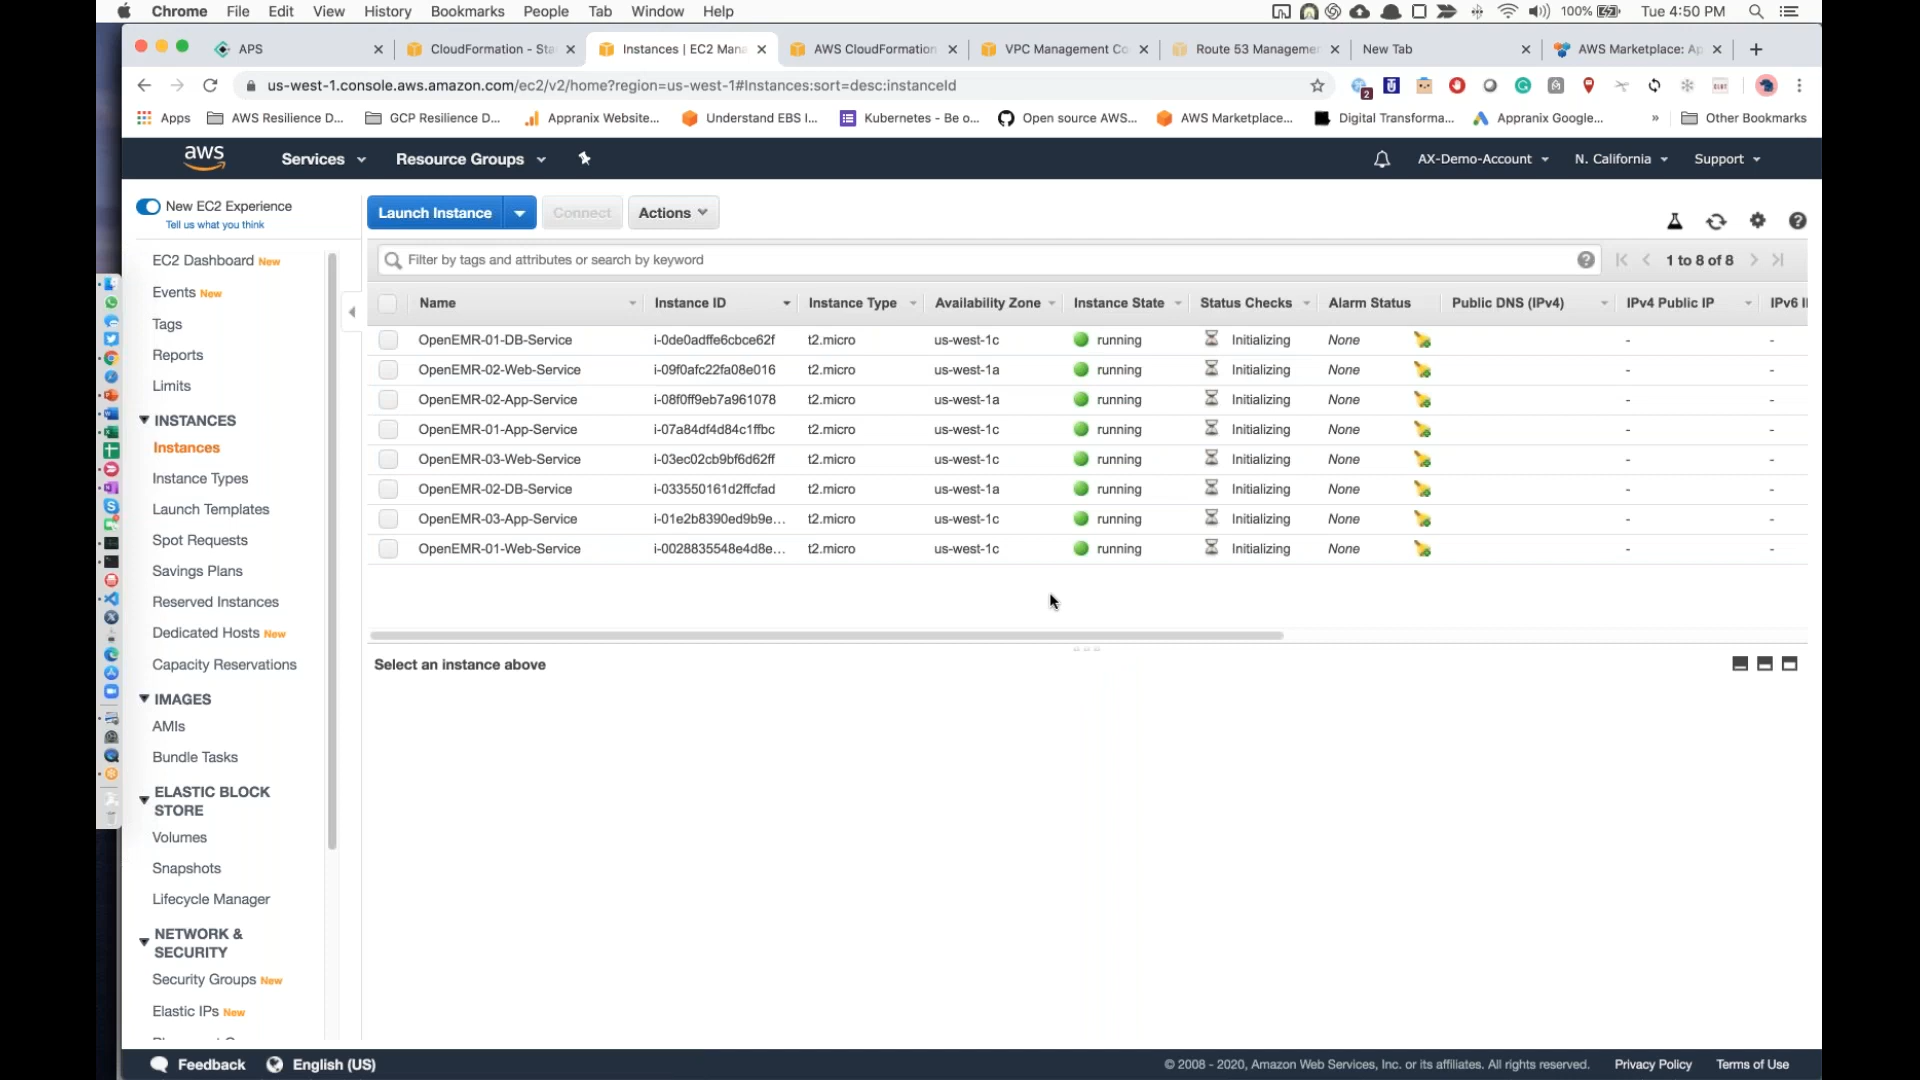 Chrome File Edit View History Bookmarks People Tab Window Help 100% Tue 4:50 PM
APS CloudFormation - Sta Instances | EC2 Mana AWS CloudFormation VPC Management Co Route 53 Manageme New Tab AWS Marketplace: Ap
us-west-1.console.aws.amazon.com/ec2/v2/home?region=us-west-1#Instances:sort=desc:instanceId 2
Apps AWS Resilience D... GCP Resilience D... Appranix Website... Understand EBS I... Kubernetes - Be o... Open source AWS... AWS Marketplace... Digital Transforma... Appranix Google... » Other Bookmarks
aws Services Resource Groups AX-Demo-Account N. California Support
New EC2 Experience
Tell us what you think
EC2 Dashboard New
Events New
Tags
Reports
Limits
INSTANCES
Instances
Instance Types
Launch Templates
Spot Requests
Savings Plans
Reserved Instances
Dedicated Hosts New
Capacity Reservations
IMAGES
AMIs
Bundle Tasks
ELASTIC BLOCK
STORE
Volumes
Snapshots
Lifecycle Manager
NETWORK &
SECURITY
Security Groups New
Elastic IPs New
Launch Instance Connect Actions
Filter by tags and attributes or search by keyword 1 to 8 of 8
Name Instance ID Instance Type Availability Zone Instance State Status Checks Alarm Status Public DNS (IPv4) IPv4 Public IP IPv6 I
OpenEMR-01-DB-Service i-0de0adffe6cbce62f t2.micro us-west-1c running Initializing None - -
OpenEMR-02-Web-Service i-09f0afc22fa08e016 t2.micro us-west-1a running Initializing None - -
OpenEMR-02-App-Service i-08f0ff9eb7a961078 t2.micro us-west-1a running Initializing None - -
OpenEMR-01-App-Service i-07a84df4d84c1ffbc t2.micro us-west-1c running Initializing None - -
OpenEMR-03-Web-Service i-03ec02cb9bf6d62ff t2.micro us-west-1c running Initializing None - -
OpenEMR-02-DB-Service i-033550161d2ffcfad t2.micro us-west-1a running Initializing None - -
OpenEMR-03-App-Service i-01e2b8390ed9b9e... t2.micro us-west-1c running Initializing None - -
OpenEMR-01-Web-Service i-0028835548e4d8e... t2.micro us-west-1c running Initializing None - -
Select an instance above
Feedback English (US) © 2008 - 2020, Amazon Web Services, Inc. or its affiliates. All rights reserved. Privacy Policy Terms of Use